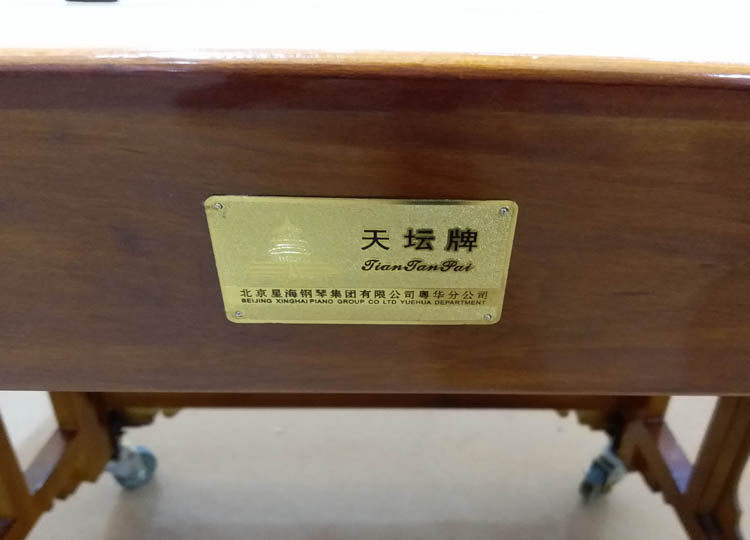 天坛牌
TianTanPai
北京星海钢琴集团有限公司粤华分公司
BEIJING XINGHAI PIANO GROUP CO LTD YUEHUA DEPARTMENT